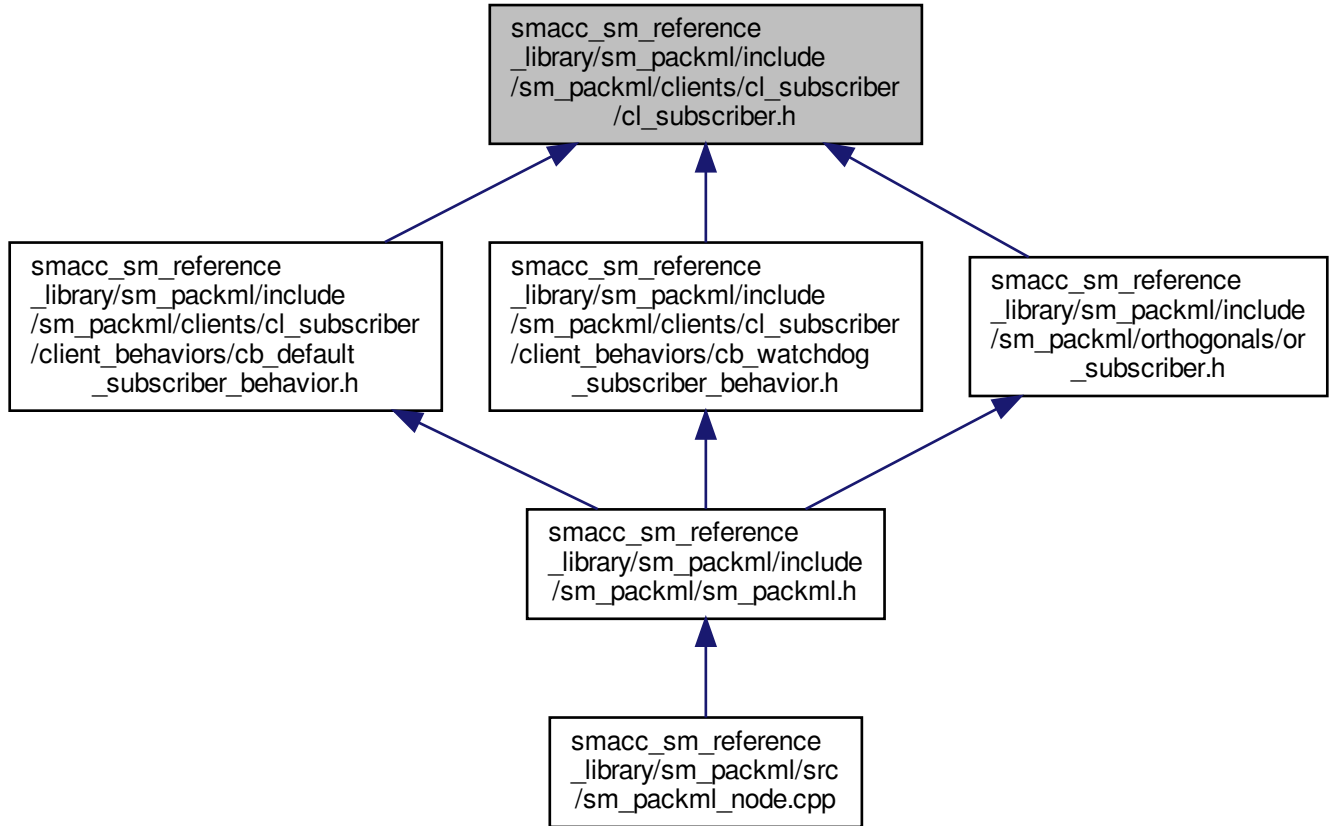 smacc_sm_reference
_library/sm_packml/include
/sm_packml/clients/cl_subscriber
/cl_subscriber.h
smacc_sm_reference
_library/sm_packml/include
/sm_packml/clients/cl_subscriber
/client_behaviors/cb_default
_subscriber_behavior.h
smacc_sm_reference
_library/sm_packml/include
/sm_packml/clients/cl_subscriber
/client_behaviors/cb_watchdog
_subscriber_behavior.h
smacc_sm_reference
_library/sm_packml/include
/sm_packml/orthogonals/or
_subscriber.h
smacc_sm_reference
_library/sm_packml/include
/sm_packml/sm_packml.h
smacc_sm_reference
_library/sm_packml/src
/sm_packml_node.cpp